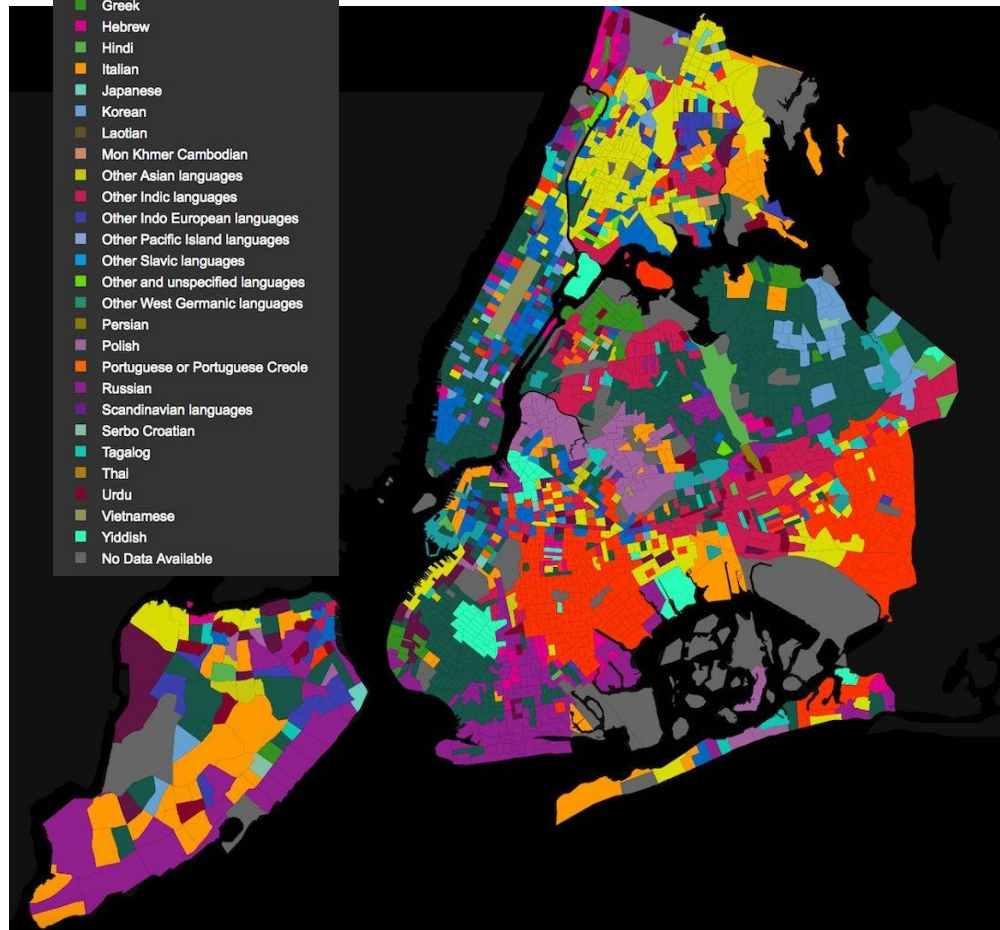 Greek
Hebrew
Hindi
Italian
Japanese
Korean
Laotian
Mon Khmer Cambodian
Other Asian languages
Other Indic languages
Other Indo European languages
Other Pacific Island languages
Other Slavic languages
Other and unspecified languages
Other West Germanic languages
Persian
Polish
Portuguese or Portuguese Creole
Russian
Scandinavian languages
Serbo Croatian
Tagalog
Thai
Urdu
Vietnamese
Yiddish
No Data Available